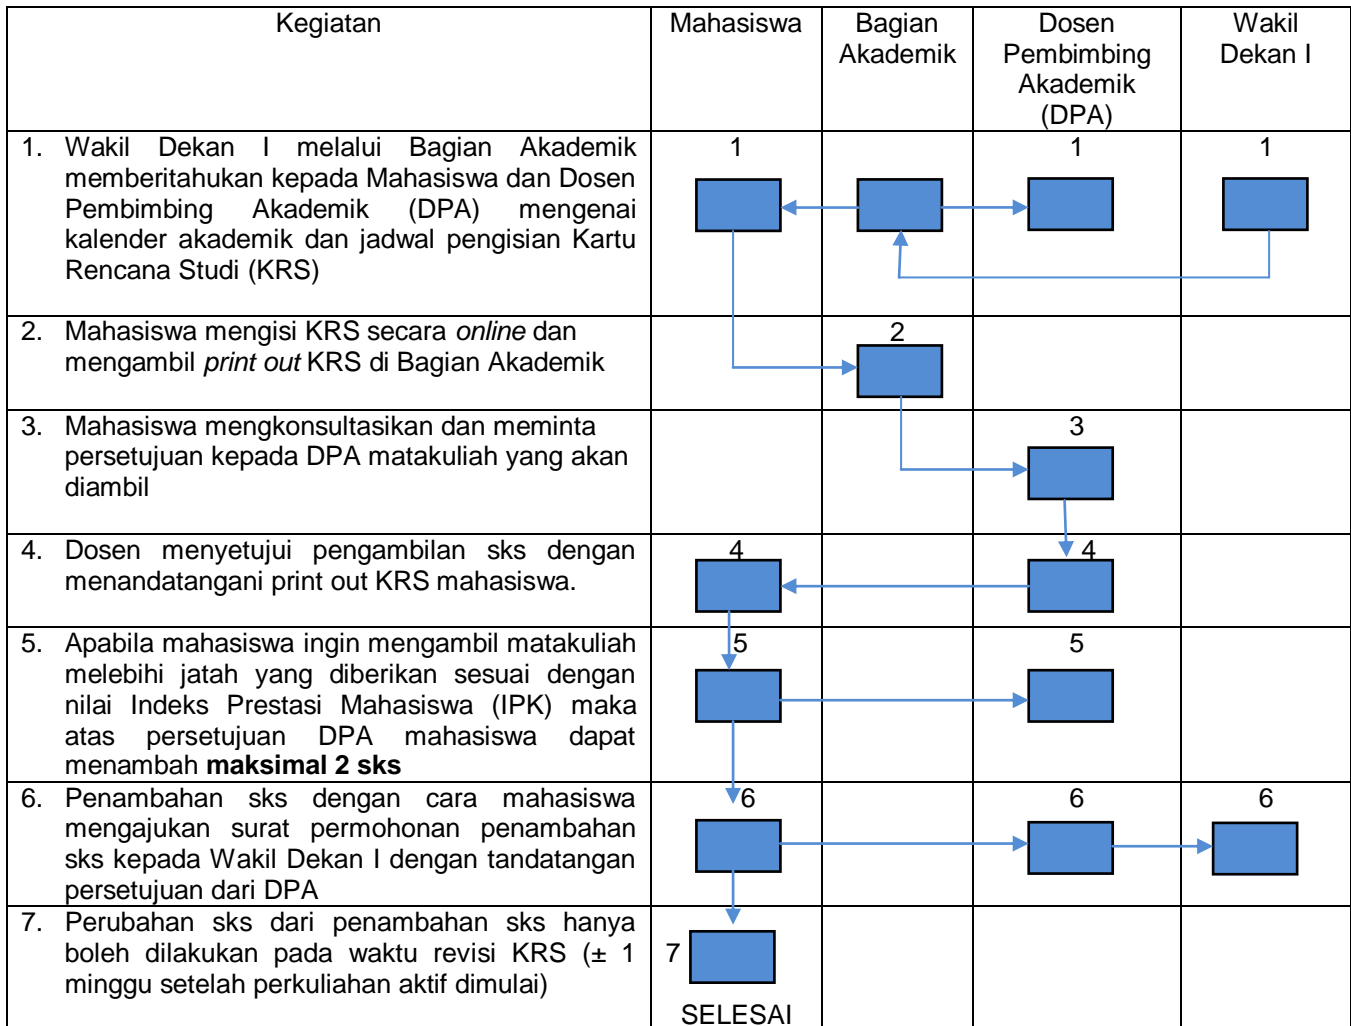 Kegiatan
Mahasiswa
Bagian
Akademik
Dosen
Pembimbing
Akademik
(DPA)
Wakil
Dekan I
1. Wakil Dekan I melalui Bagian Akademik
memberitahukan kepada Mahasiswa dan Dosen
Pembimbing Akademik (DPA) mengenai
kalender akademik dan jadwal pengisian Kartu
Rencana Studi (KRS)
1
1
1
2. Mahasiswa mengisi KRS secara online dan
mengambil print out KRS di Bagian Akademik
2
3. Mahasiswa mengkonsultasikan dan meminta
persetujuan kepada DPA matakuliah yang akan
diambil
3
4. Dosen menyetujui pengambilan sks dengan
menandatangani print out KRS mahasiswa.
4
4
5. Apabila mahasiswa ingin mengambil matakuliah
melebihi jatah yang diberikan sesuai dengan
nilai Indeks Prestasi Mahasiswa (IPK) maka
atas persetujuan DPA mahasiswa dapat
menambah maksimal 2 sks
5
5
6. Penambahan sks dengan cara mahasiswa
mengajukan surat permohonan penambahan
sks kepada Wakil Dekan I dengan tandatangan
persetujuan dari DPA
6
6
6
7. Perubahan sks dari penambahan sks hanya
boleh dilakukan pada waktu revisi KRS (± 1
minggu setelah perkuliahan aktif dimulai)
7
SELESAI